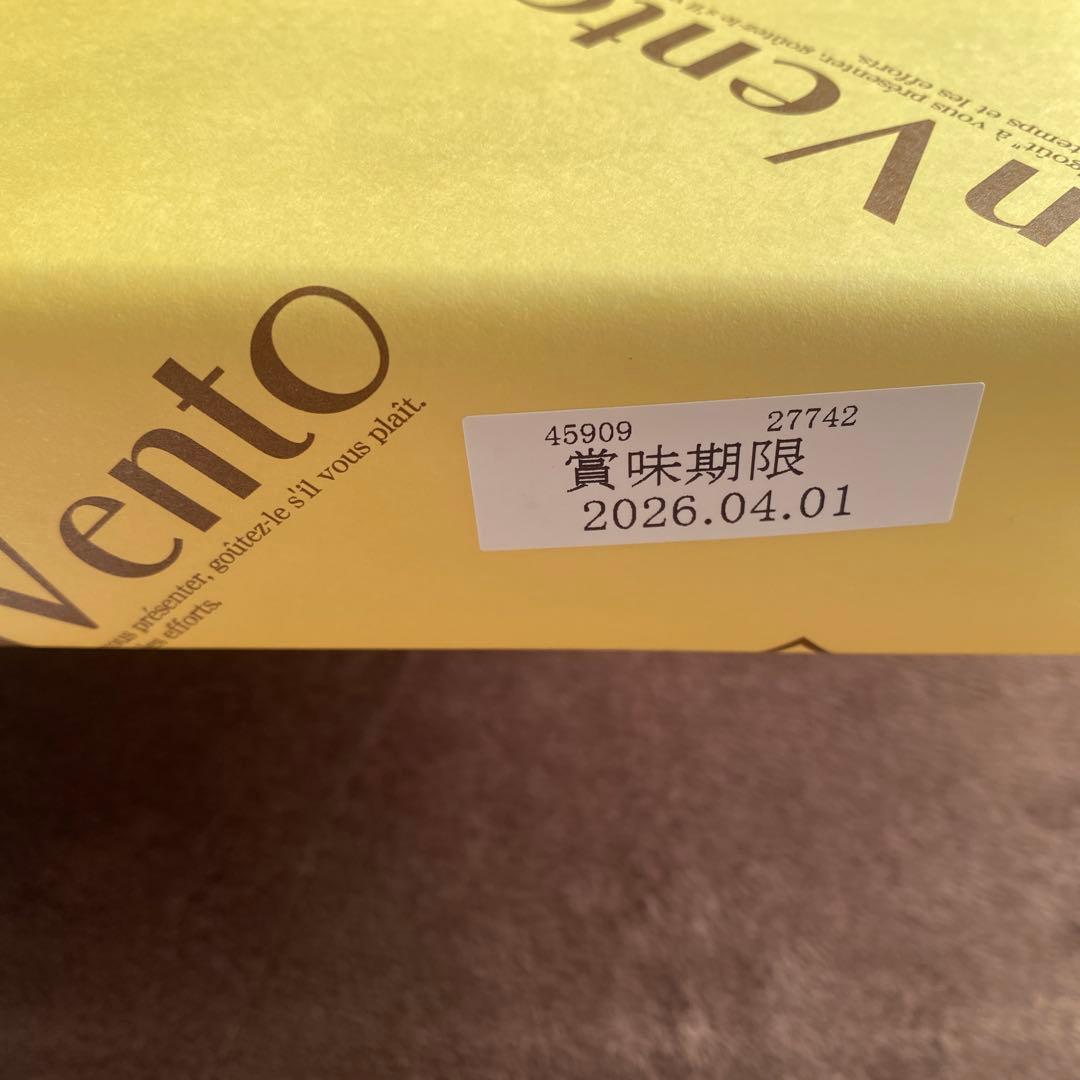 Vento
goût" à vous présenter, goûtez-le s'il v
temps et les efforts.
Vento
présenter, goûtez-le s'il vous plaît.
efforts.
45909 27742
賞味期限
2026.04.01